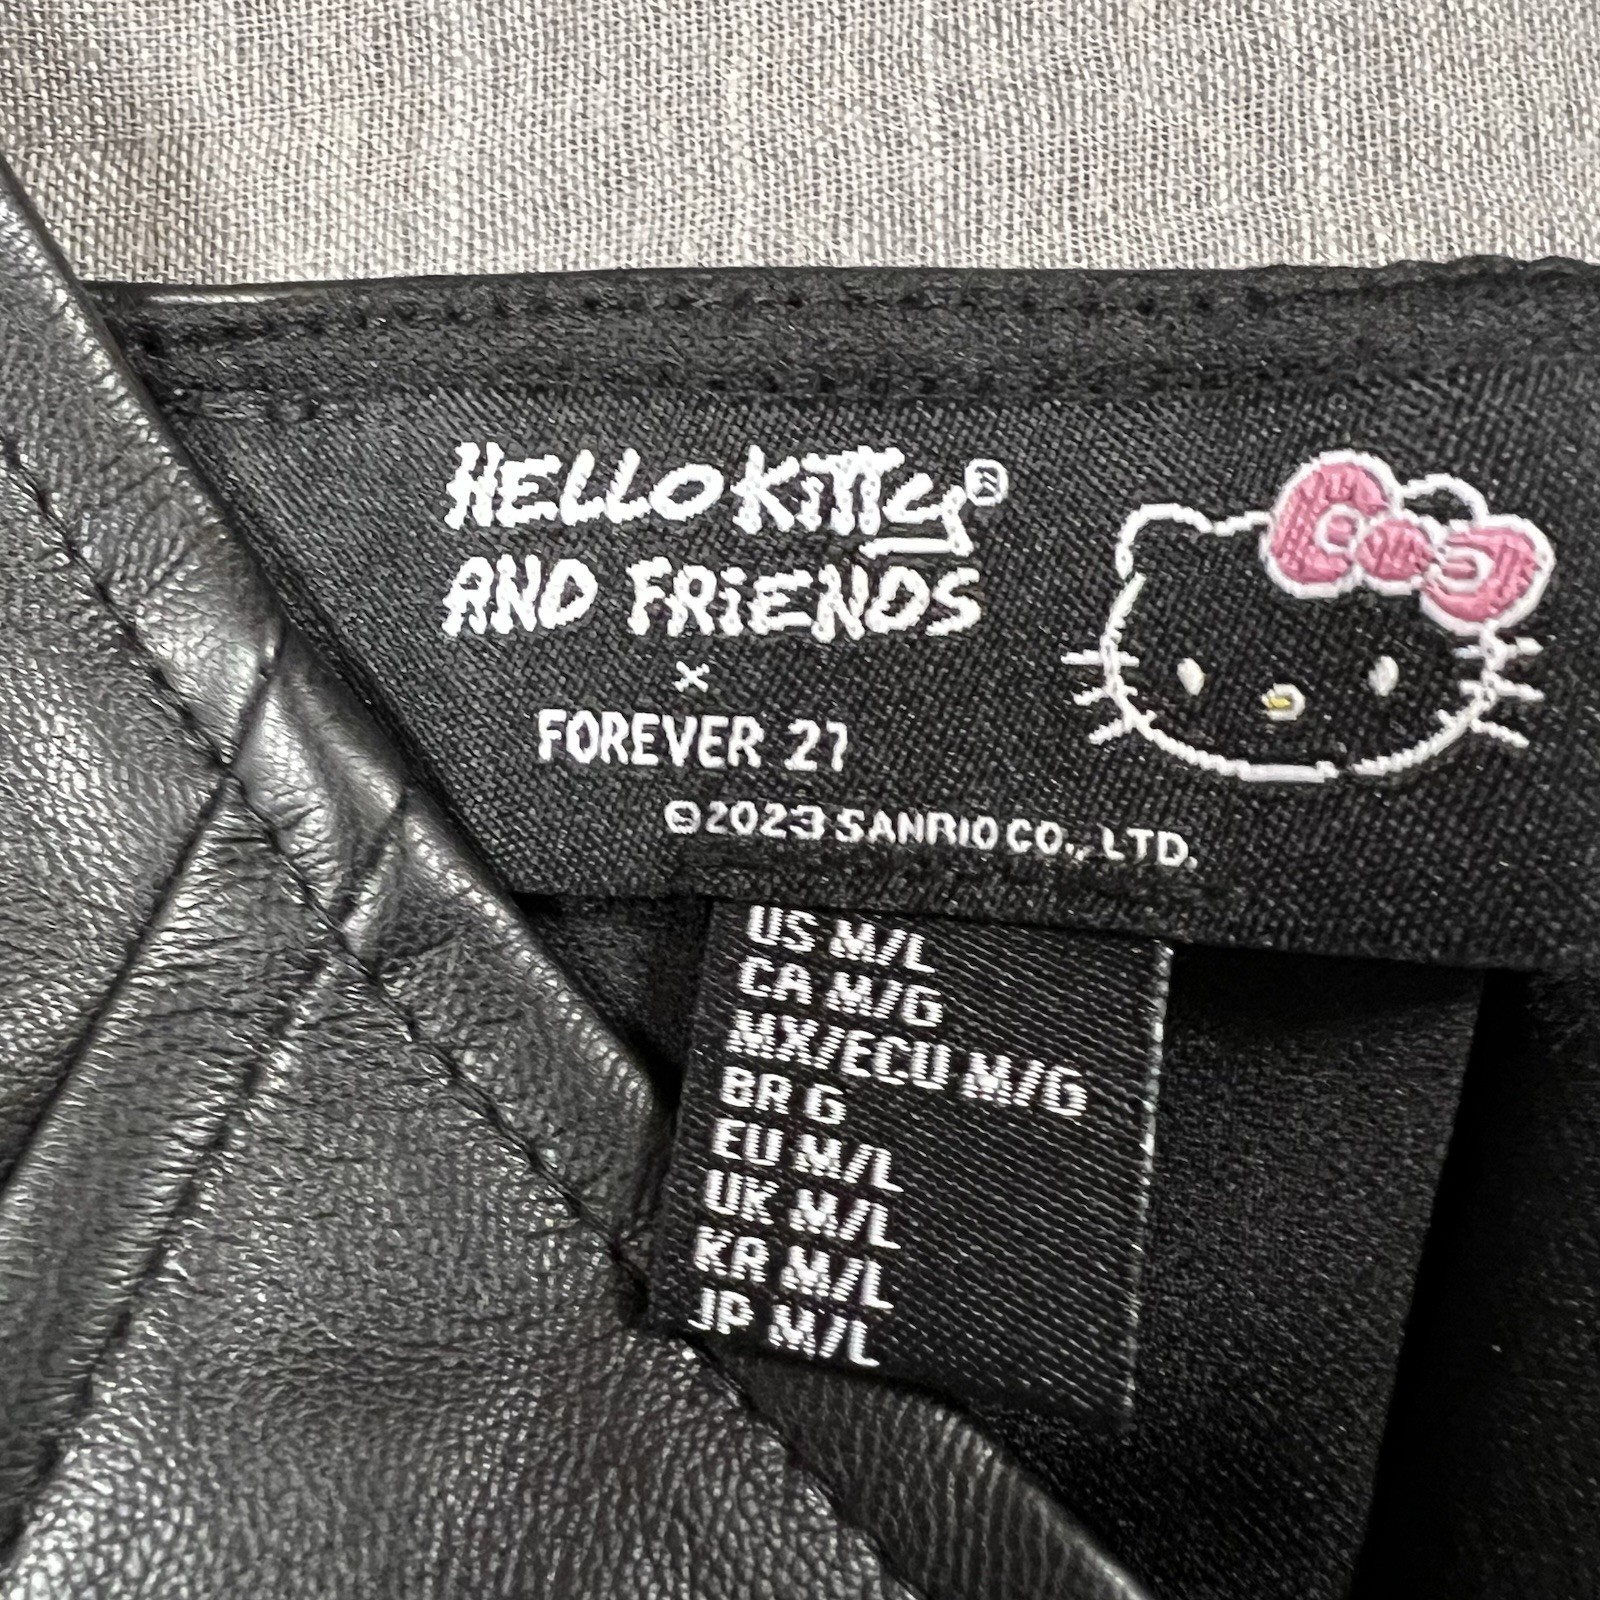 HELLO KiTTy®
AND FRiENDS
×
FOREVER 21
©2023 SANRIO CO., LTD.
US M/L
CA M/G
MX/ECU M/G
BR G
EU M/L
UK M/L
KR M/L
JP M/L